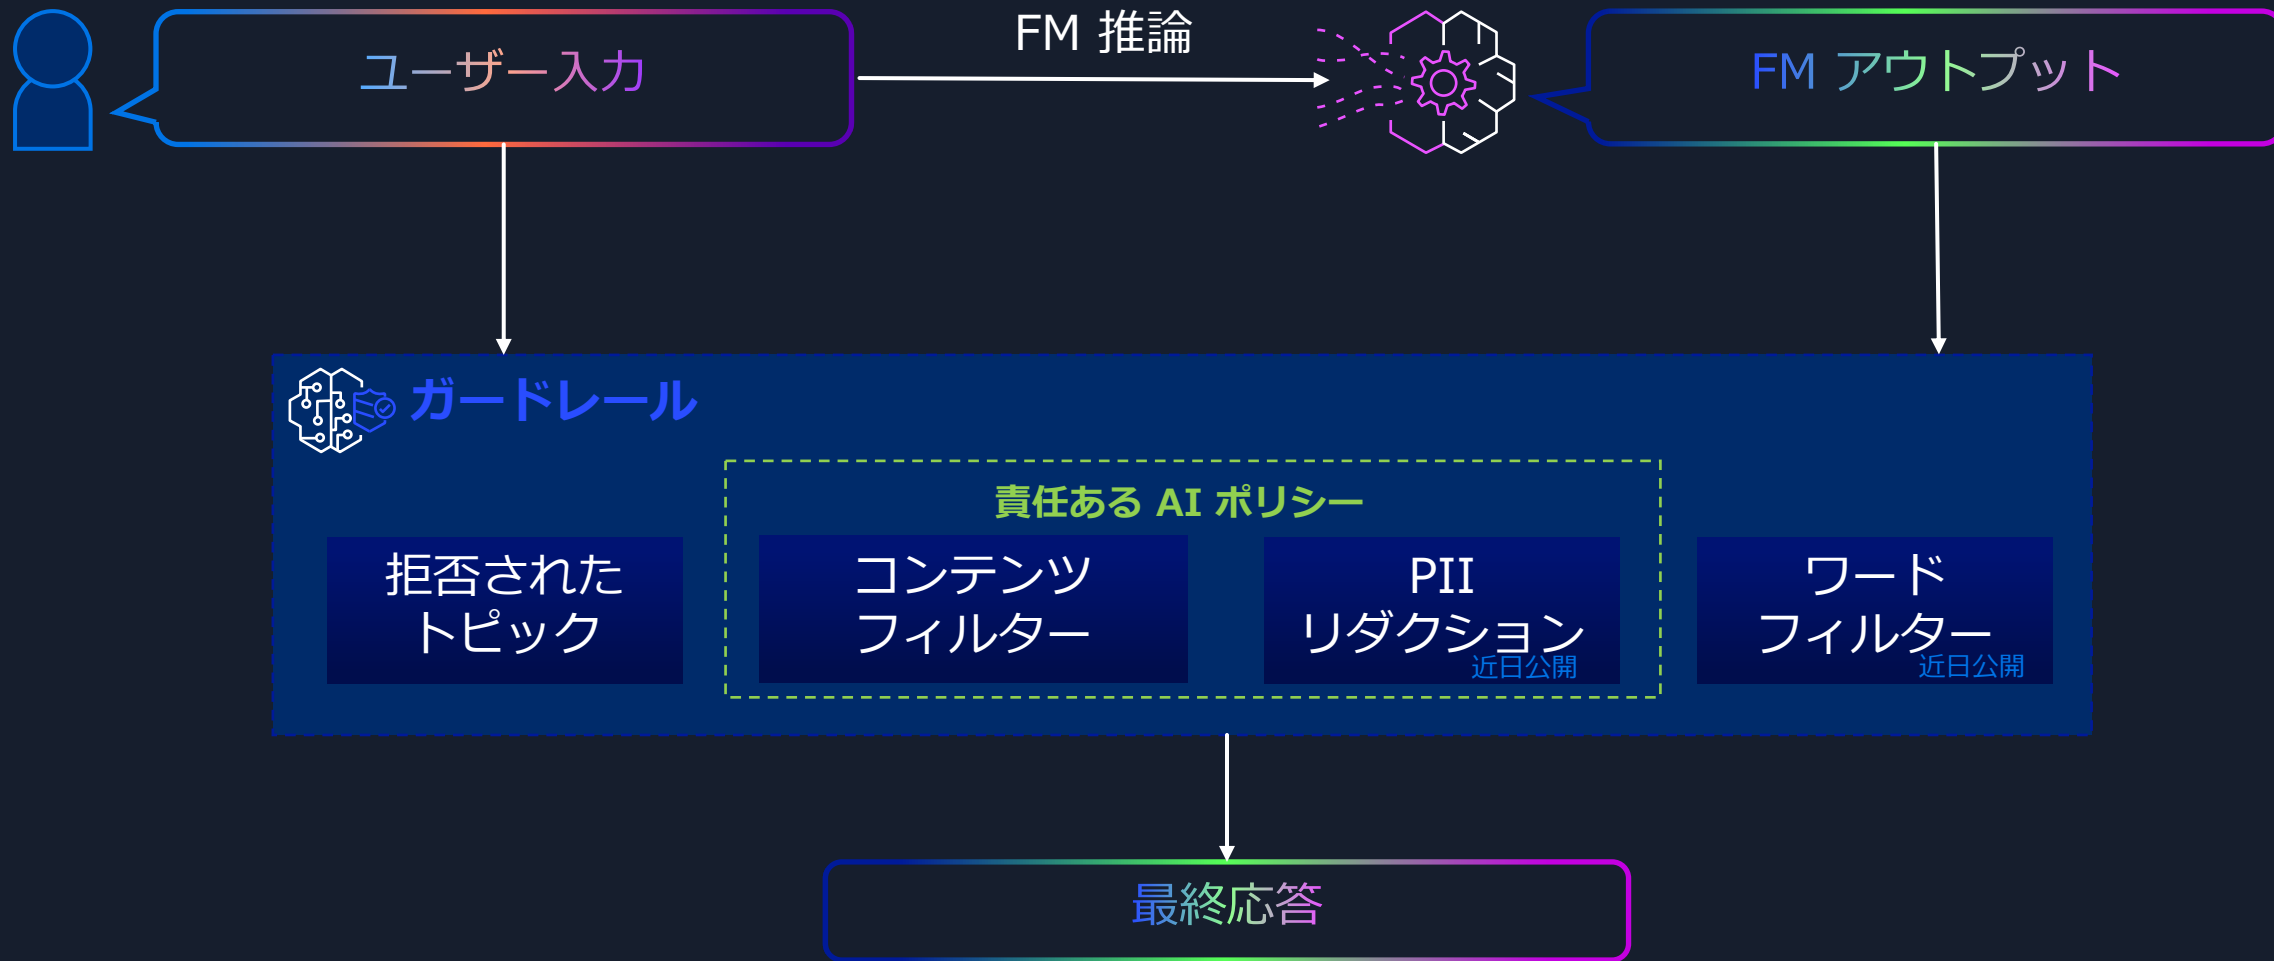 ユーザー入力
FM 推論
FM アウトプット
ガードレール
責任ある AI ポリシー
拒否された
トピック
コンテンツ
フィルター
PII
リダクション
近日公開
ワード
フィルター
近日公開
最終応答